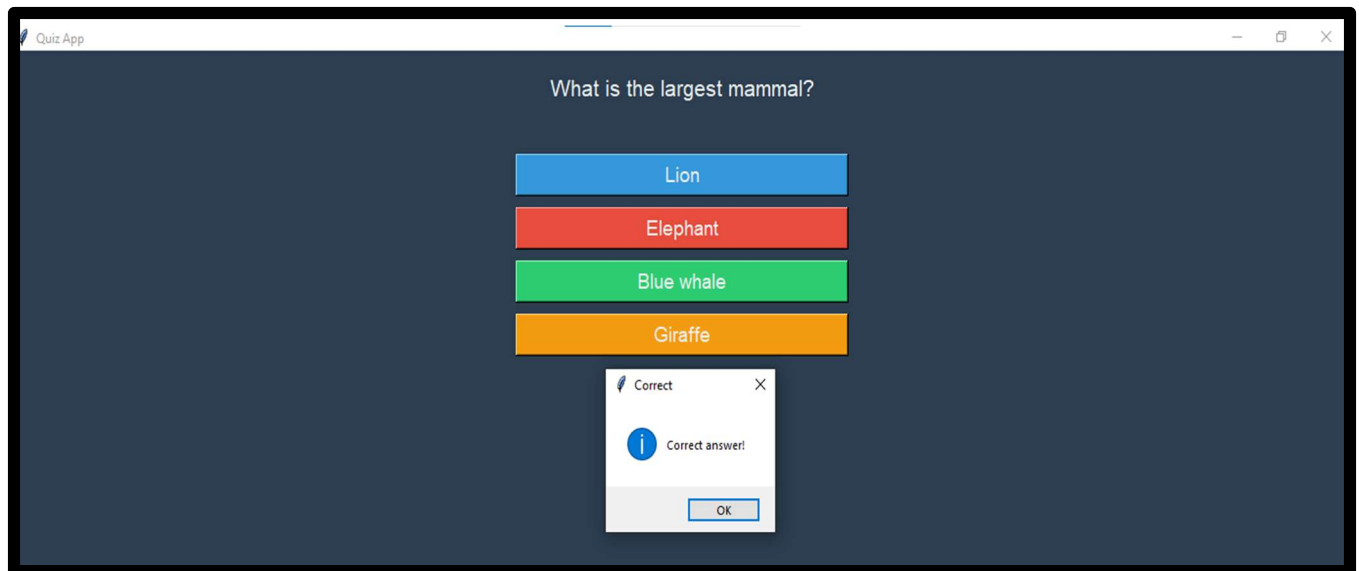 Quiz App
What is the largest mammal?
Lion
Elephant
Blue whale
Giraffe
Correct
Correct answer!
OK